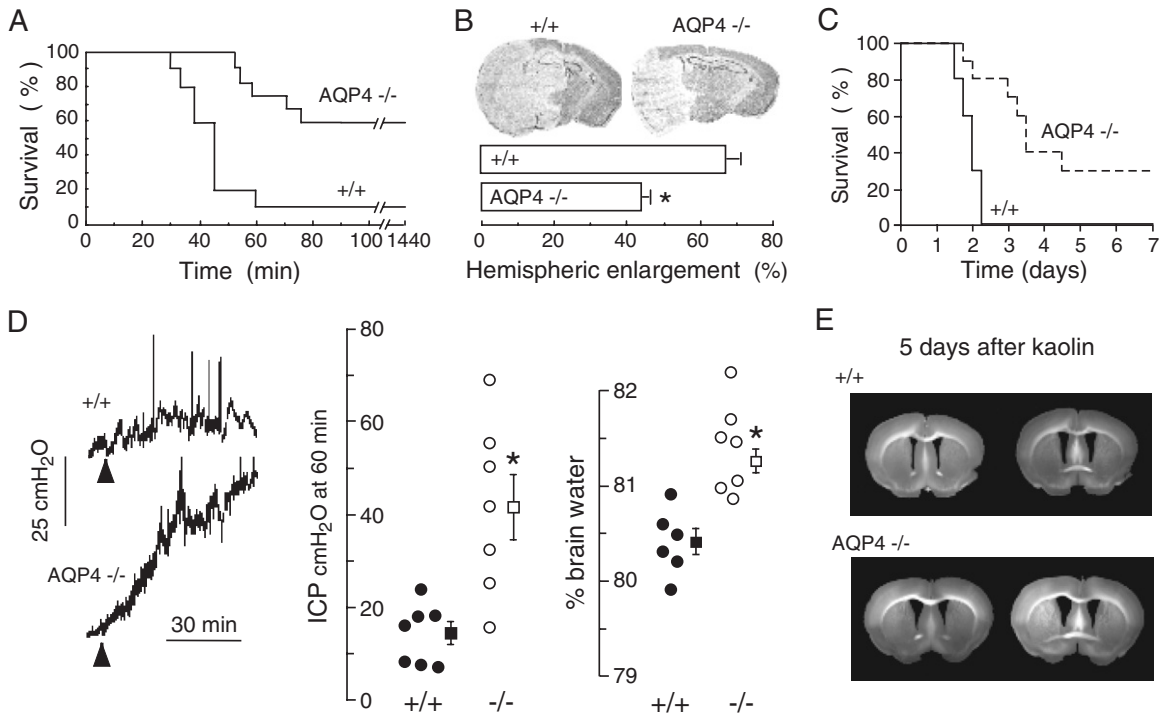 A
Survival ( % )
100
80
60
40
20
0
AQP4 -/-
+/+
0 20 40 60 80 100 1440
Time (min)
B
+/+ AQP4 -/-
+/+
AQP4 -/- *
0 20 40 60 80
Hemispheric enlargement (%)
C
Survival ( % )
100
80
60
40
20
0
AQP4 -/-
+/+
0 1 2 3 4 5 6 7
Time (days)
D
+/+
25 cmH2O
AQP4 -/-
30 min
ICP cmH2O at 60 min
80
60
40
20
0
*
+/+ -/-
% brain water
82
81
80
79
*
+/+ -/-
E
5 days after kaolin
+/+
AQP4 -/-